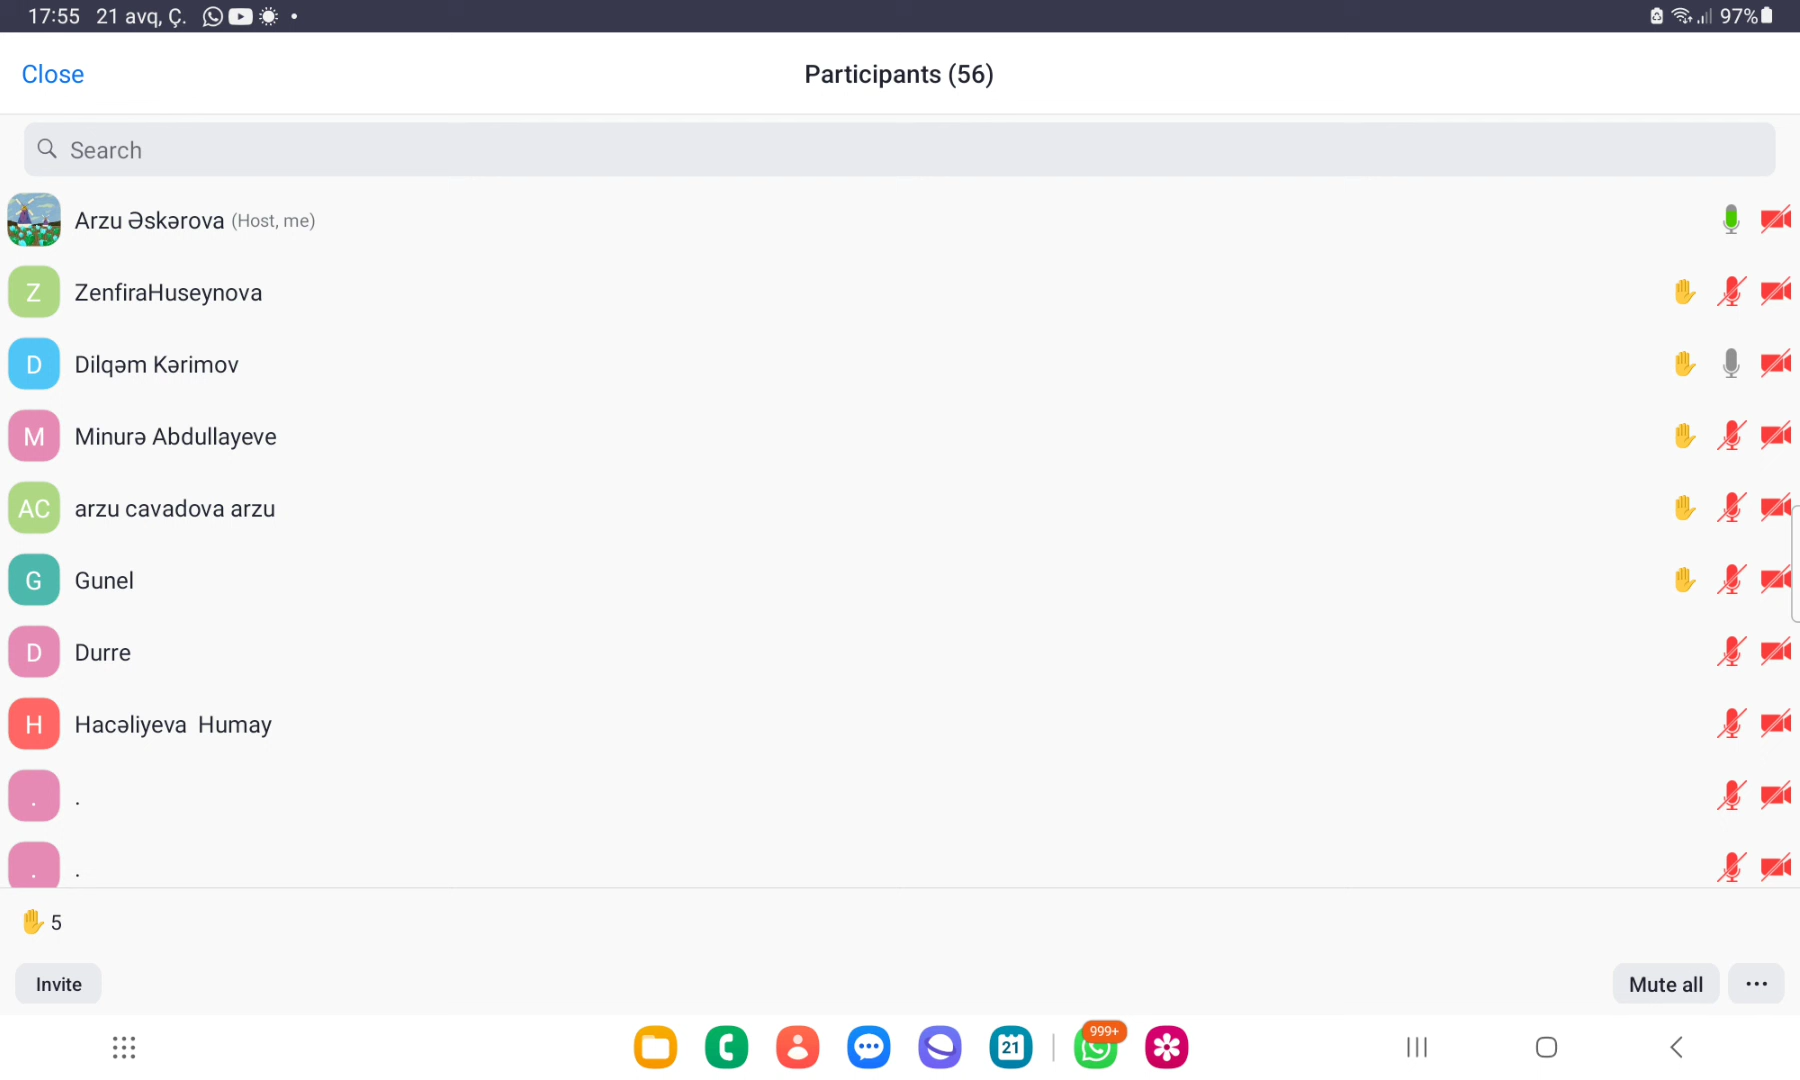 17:55 21 avq, Ç. 97%
Close
Participants (56)
Search
Arzu Əskərova (Host, me)
Z ZenfiraHuseynova
D Dilqəm Kərimov
M Minurə Abdullayeve
AC arzu cavadova arzu
G Gunel
D Durre
H Hacəliyeva Humay
. .
. .
5
Invite
Mute all
21
999+